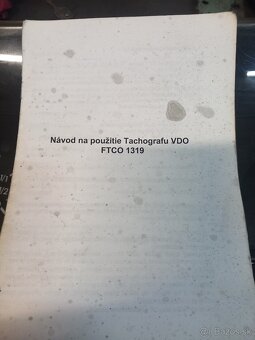 Návod na použitie Tachografu VDO
FTCO 1319